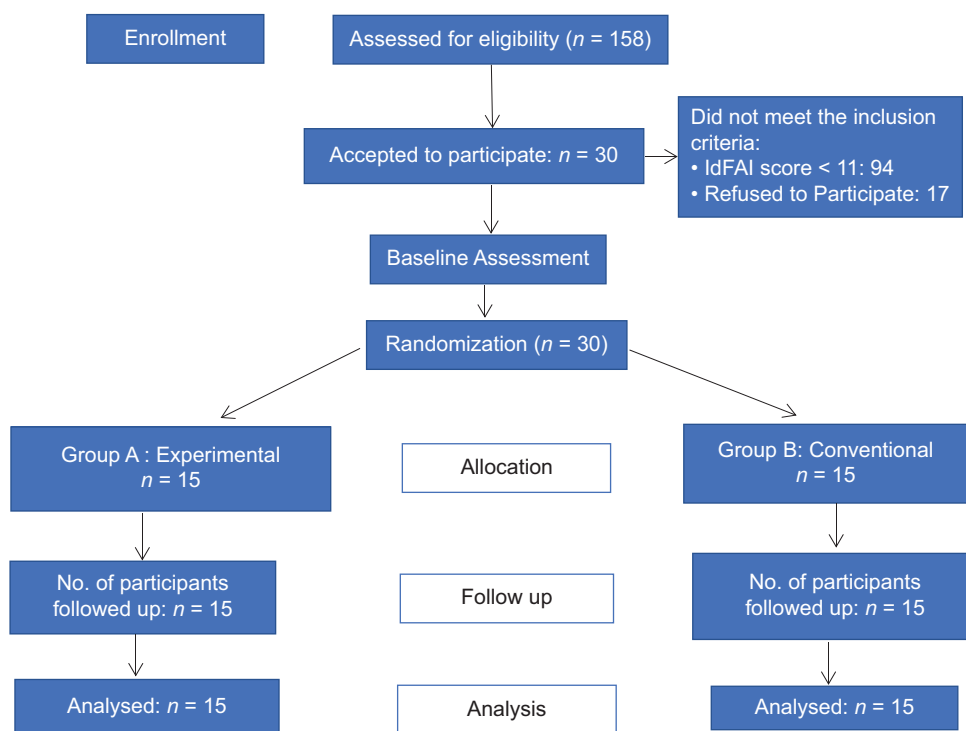 Enrollment
Assessed for eligibility (n = 158)
Did not meet the inclusion
criteria:
• IdFAI score < 11: 94
• Refused to Participate: 17
Accepted to participate: n = 30
Baseline Assessment
Randomization (n = 30)
Group A : Experimental
n = 15
Allocation
Group B: Conventional
n = 15
No. of participants
followed up: n = 15
Follow up
No. of participants
followed up: n = 15
Analysed: n = 15
Analysis
Analysed: n = 15